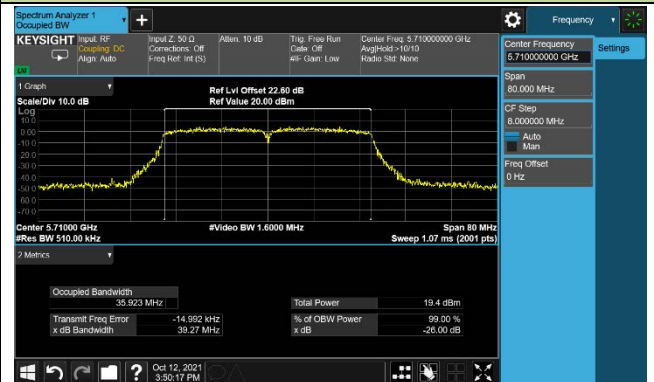 Spectrum Analyzer 1
Occupied BW
KEYSIGHT
Input: RF
Coupling: DC
Align: Auto
Input Z: 50 Ω
Corrections: Off
Freq Ref: Int (S)
Atten: 10 dB
Trig: Free Run
Gate: Off
#IF Gain: Low
Center Freq: 5.710000000 GHz
Avg|Hold:>10/10
Radio Std: None
1 Graph
Scale/Div 10.0 dB
Ref Lvl Offset 22.60 dB
Ref Value 20.00 dBm
Log
10.0
0.00
-10.0
-20.0
-30.0
-40.0
-50.0
-60.0
-70.0
Center 5.71000 GHz
#Res BW 510.00 kHz
#Video BW 1.6000 MHz
Span 80 MHz
Sweep 1.07 ms (2001 pts)
2 Metrics
Occupied Bandwidth
35.923 MHz
Transmit Freq Error
-14.992 kHz
x dB Bandwidth
39.27 MHz
Total Power
19.4 dBm
% of OBW Power
99.00 %
x dB
-26.00 dB
Oct 12, 2021
3:50:17 PM
Frequency
Center Frequency
5.710000000 GHz
Settings
Span
80.000 MHz
CF Step
8.000000 MHz
Auto
Man
Freq Offset
0 Hz